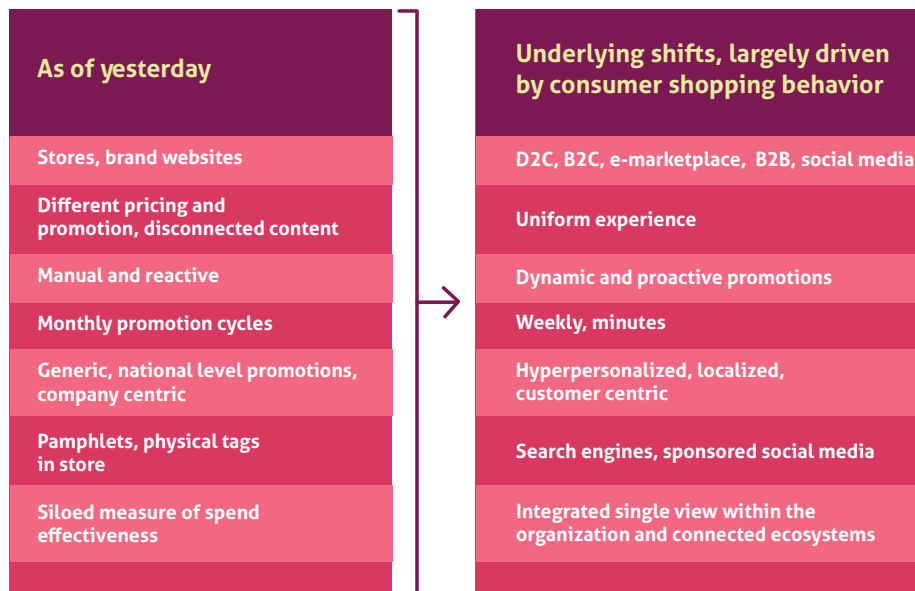 As of yesterday
Stores, brand websites
Different pricing and
promotion, disconnected content
Manual and reactive
Monthly promotion cycles
Generic, national level promotions,
company centric
Pamphlets, physical tags
in store
Siloed measure of spend
effectiveness
Underlying shifts, largely driven
by consumer shopping behavior
D2C, B2C, e-marketplace, B2B, social media
Uniform experience
Dynamic and proactive promotions
Weekly, minutes
Hyperpersonalized, localized,
customer centric
Search engines, sponsored social media
Integrated single view within the
organization and connected ecosystems